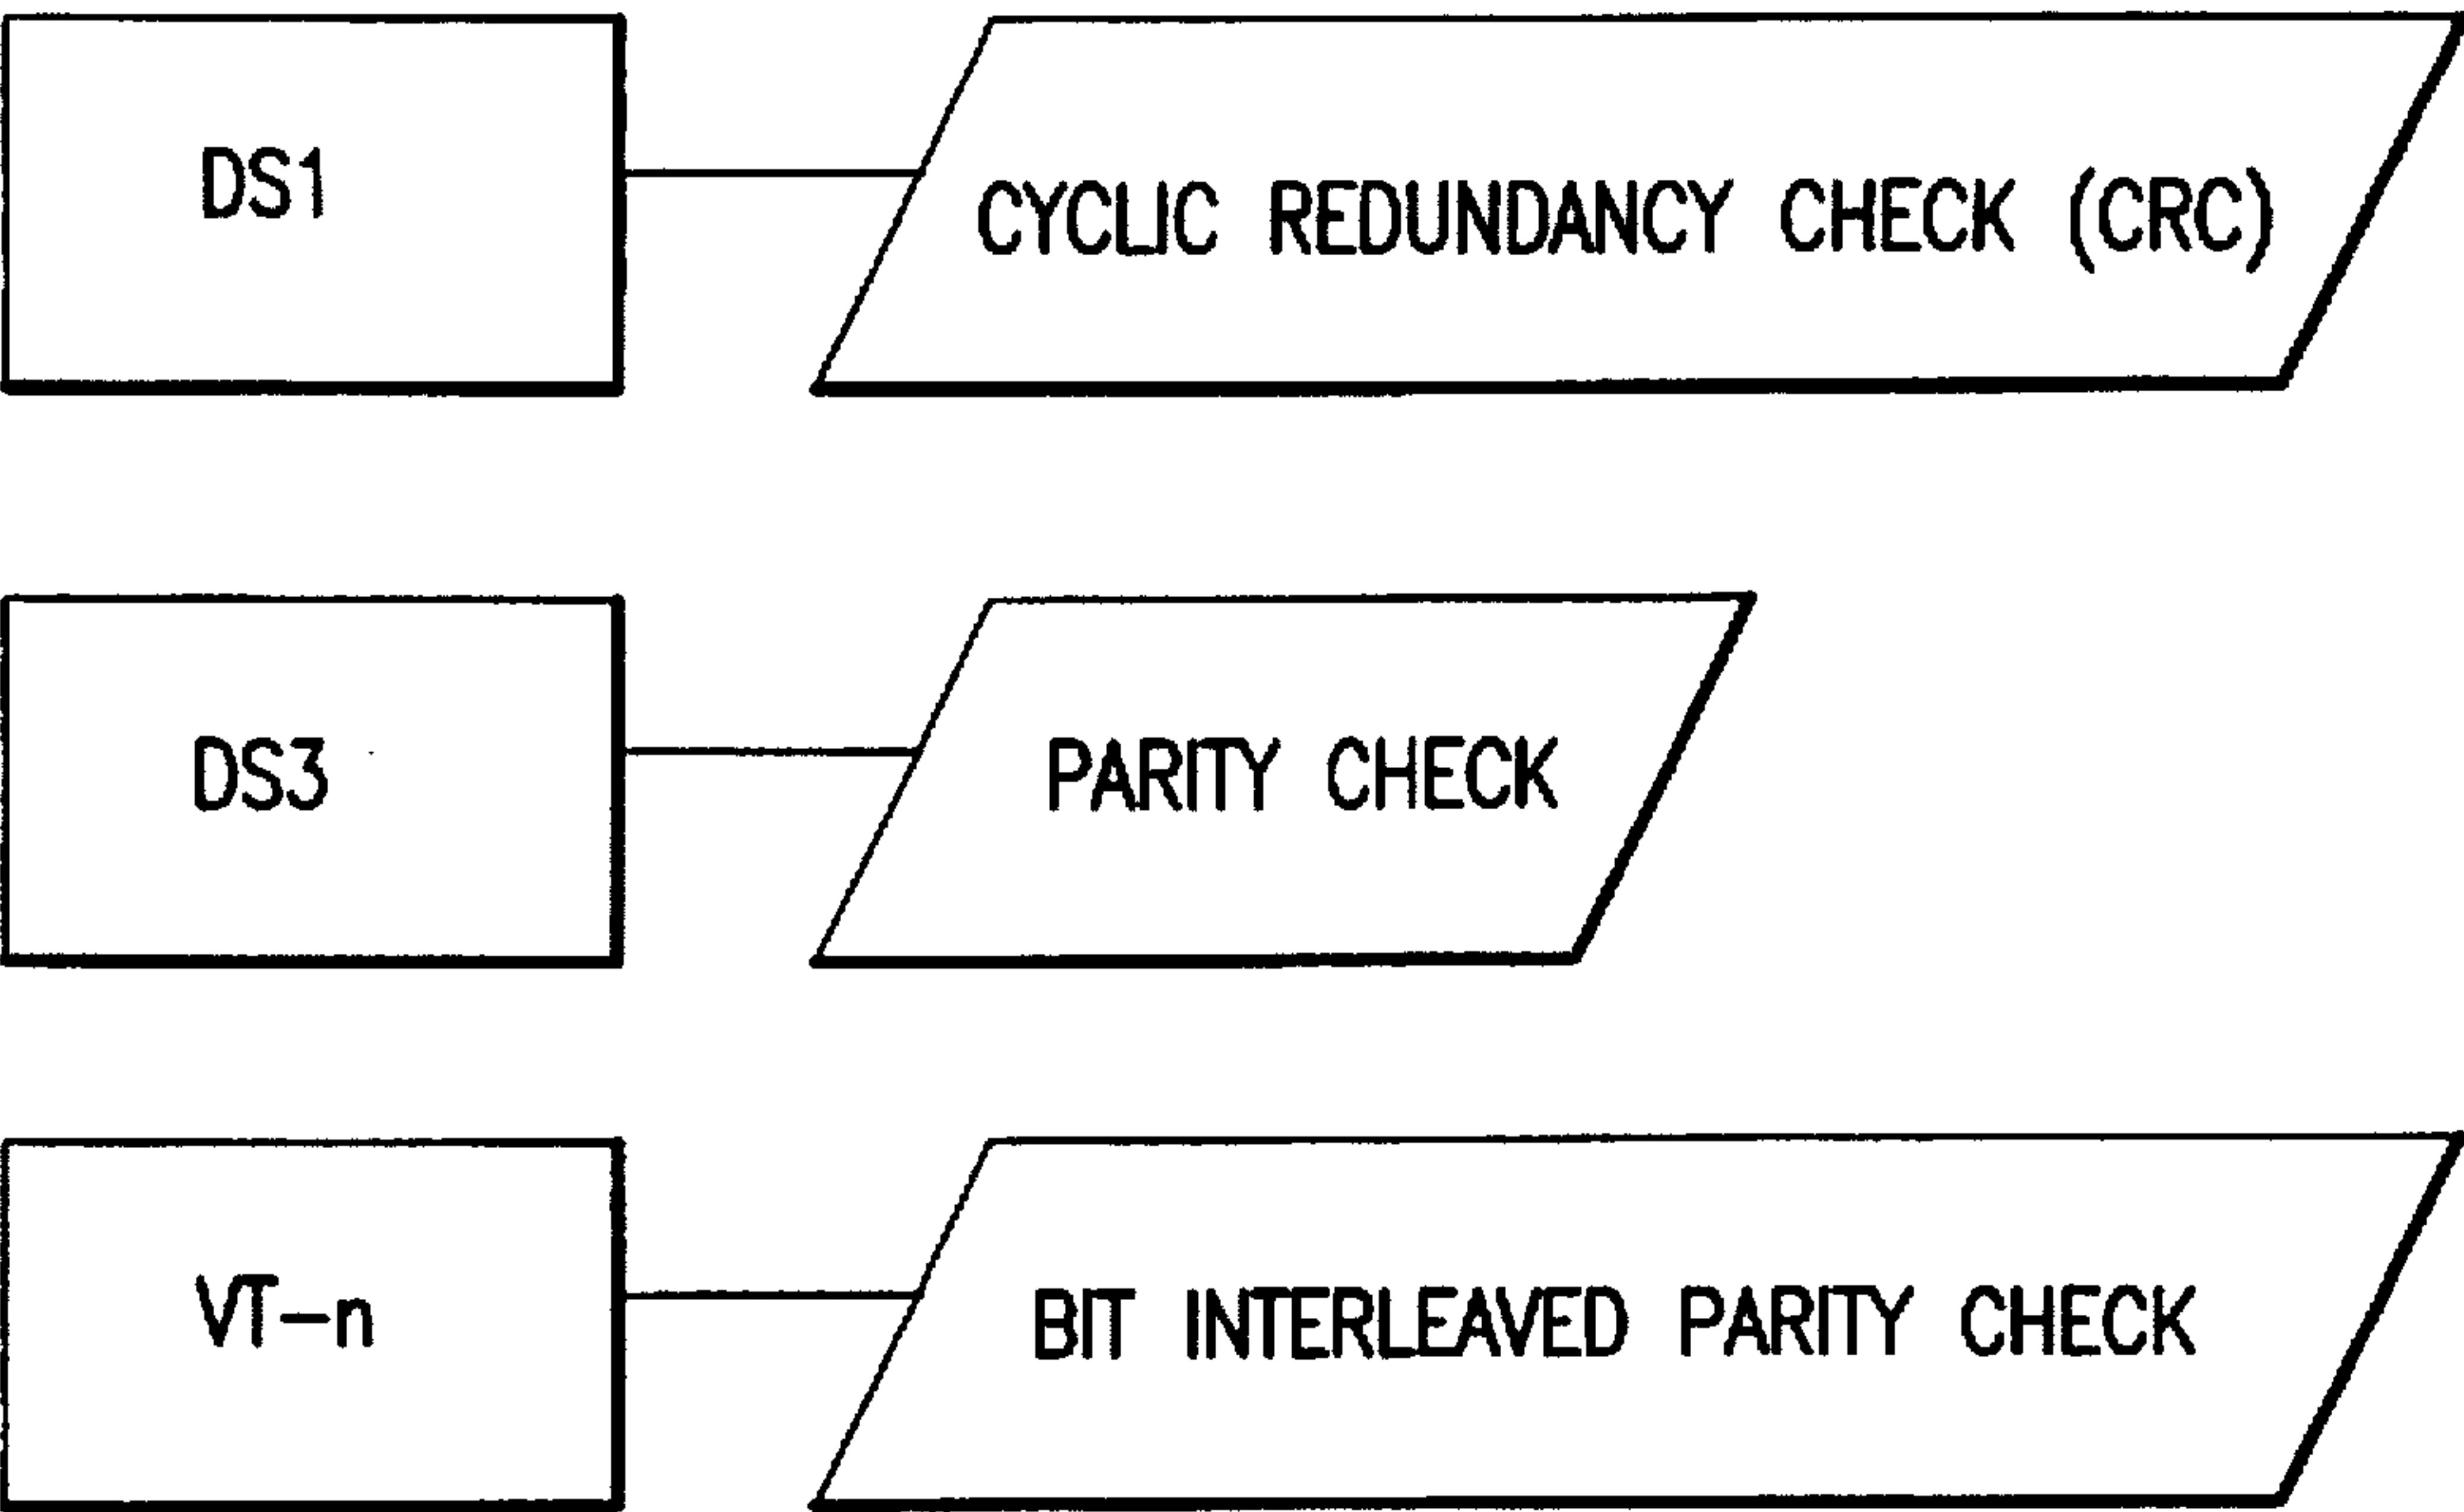 DS1
CYCLIC REDUNDANCY CHECK (CRC)
DS3
PARITY CHECK
VT-n
BIT INTERLEAVED PARITY CHECK